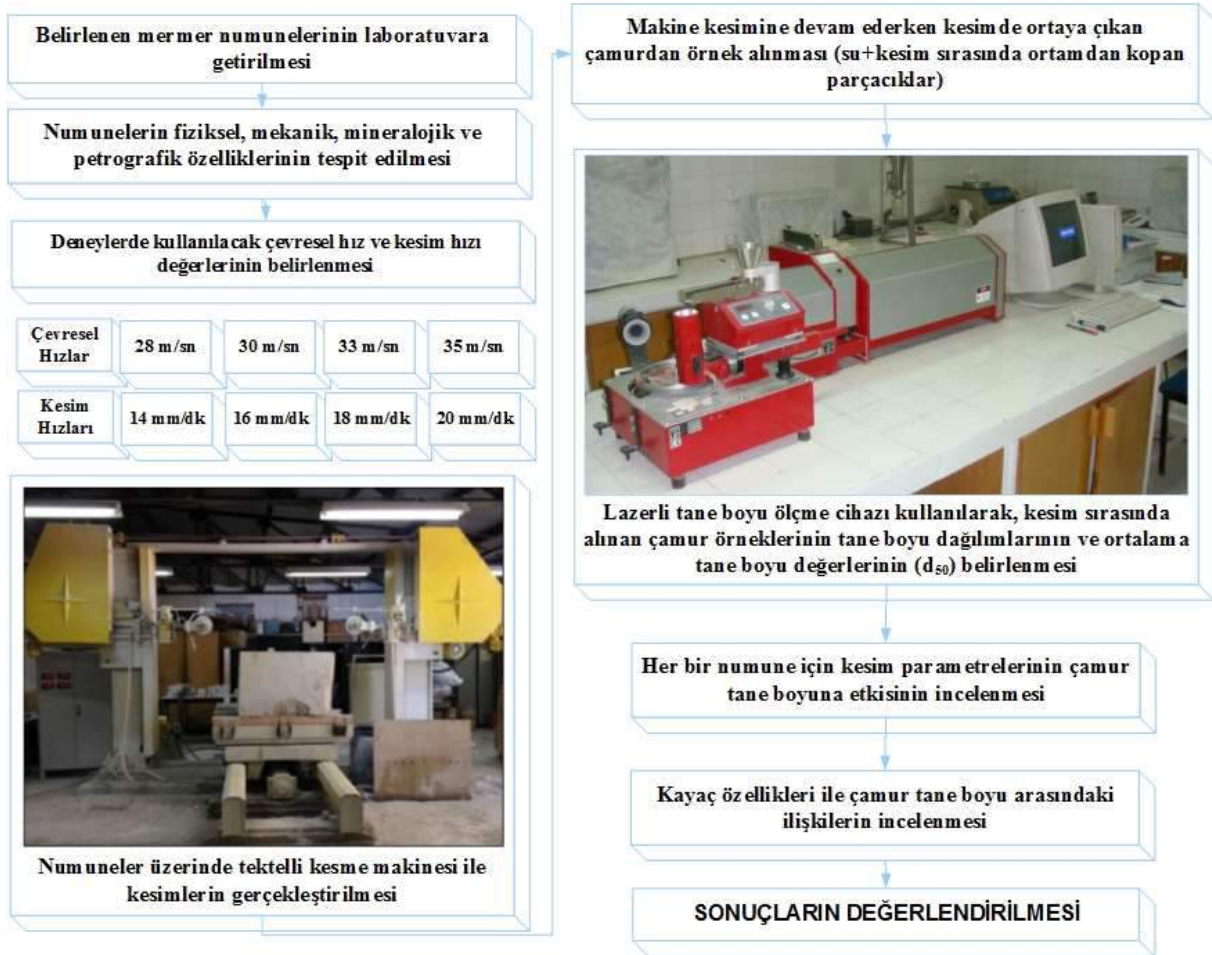 Belirlenen mermer numunelerinin laboratuvara
getirilmesi
Numunelerin fiziksel, mekanik, mineralojik ve
petrografik özelliklerinin tespit edilmesi
Deneylerde kullanılacak çevresel hız ve kesim hızı
değerlerinin belirlenmesi
Çevresel
Hızlar
28 m/sn
30 m/sn
33 m/sn
35 m/sn
Kesim
Hızları
14 mm/dk
16 mm/dk
18 mm/dk
20 mm/dk
Numuneler üzerinde tektelli kesme makinesi ile
kesimlerin gerçekleştirilmesi
Makine kesimine devam ederken kesimde ortaya çıkan
çamurdan örnek alınması (su+kesim sırasında ortamdan kopan
parçacıklar)
Lazerli tane boyu ölçme cihazı kullanılarak, kesim sırasında
alınan çamur örneklerinin tane boyu dağılımlarının ve ortalama
tane boyu değerlerinin (d₅₀) belirlenmesi
Her bir numune için kesim parametrelerinin çamur
tane boyuna etkisinin incelenmesi
Kayaç özellikleri ile çamur tane boyu arasındaki
ilişkilerin incelenmesi
SONUÇLARIN DEĞERLENDİRİLMESİ